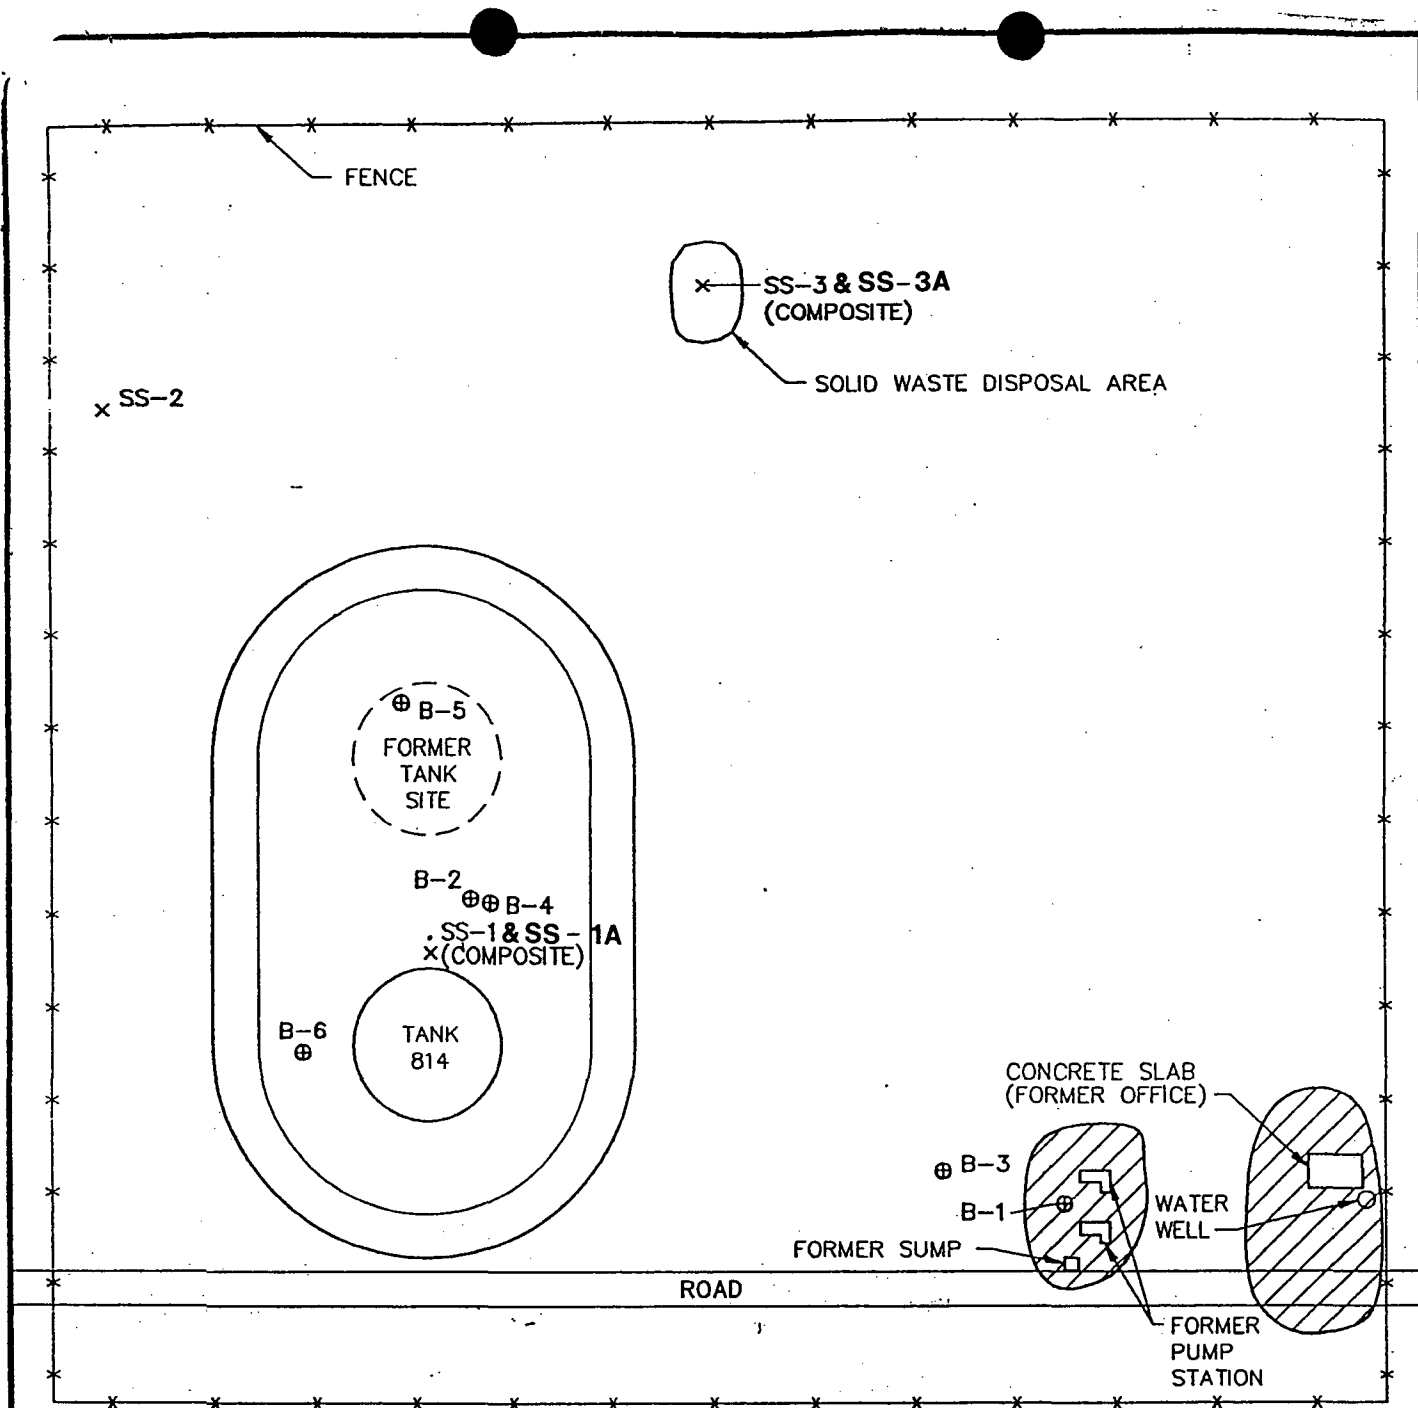 FENCE
SS-3 & SS-3A
(COMPOSITE)
SOLID WASTE DISPOSAL AREA
SS-2
B-5
FORMER
TANK
SITE
B-2
B-4
SS-1 & SS-1A
(COMPOSITE)
B-6
TANK
814
CONCRETE SLAB
(FORMER OFFICE)
B-3
B-1
WATER
WELL
FORMER SUMP
ROAD
FORMER
PUMP
STATION